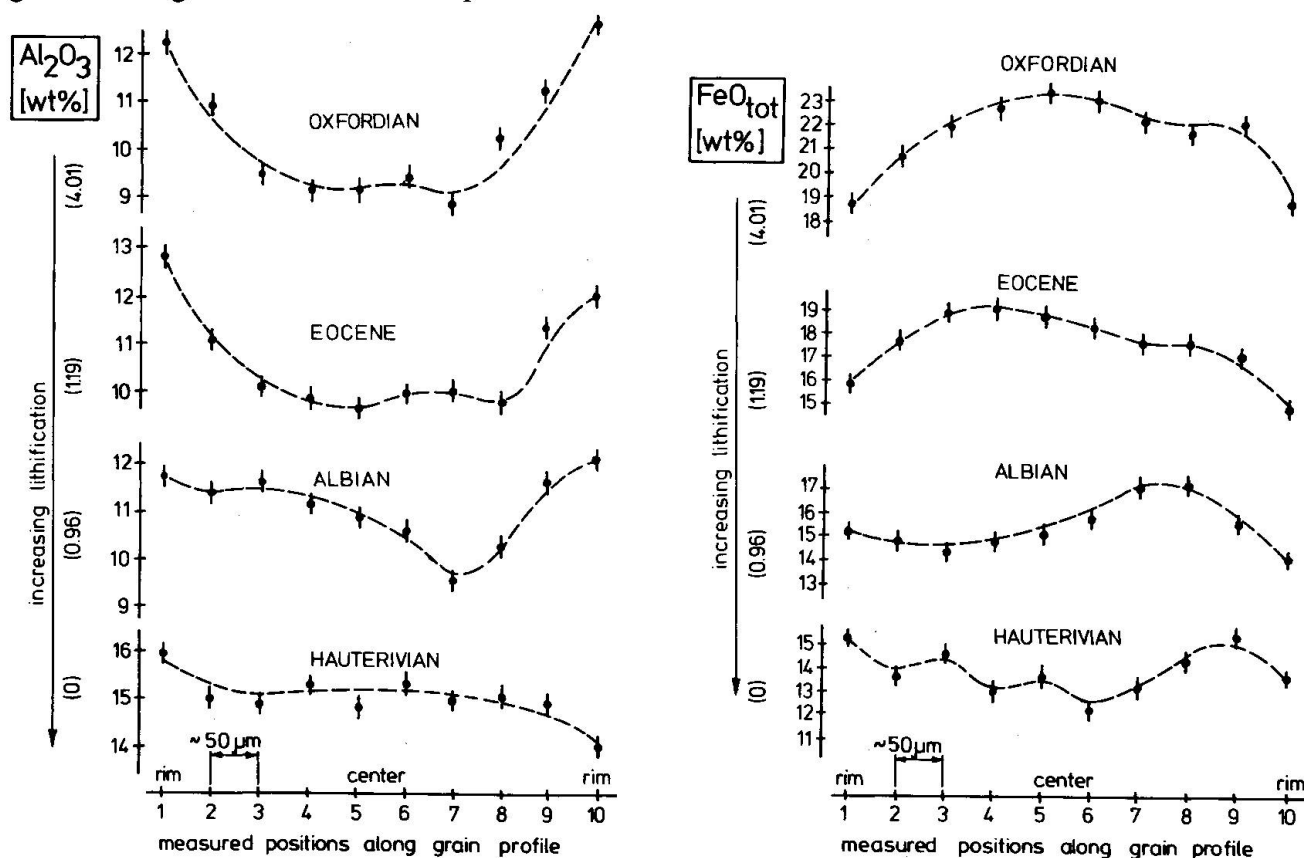 Al2O3
[wt%]
12
11
10
9
OXFORDIAN
(4.01)
13
12
11
10
EOCENE
(1.19)
increasing lithification
12
11
10
9
ALBIAN
(0.96)
16
15
14
HAUTERIVIAN
(0)
~50µm
rim center rim
1 2 3 4 5 6 7 8 9 10
measured positions along grain profile
FeOtot
[wt%]
OXFORDIAN
23
22
21
20
19
18
(4.01)
EOCENE
19
18
17
16
15
(1.19)
increasing lithification
ALBIAN
17
16
15
14
13
(0.96)
HAUTERIVIAN
15
14
13
12
11
(0)
~50µm
rim center rim
1 2 3 4 5 6 7 8 9 10
measured positions along grain profile